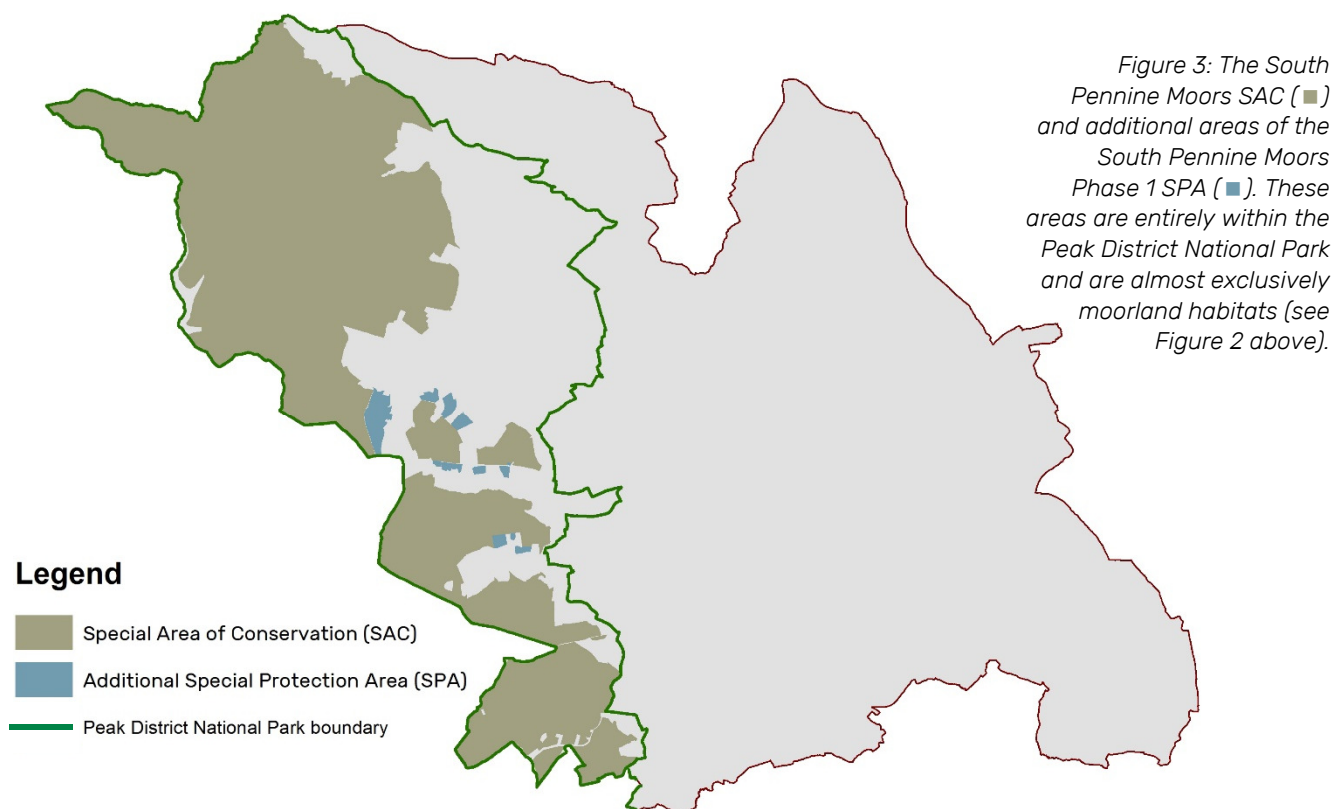 Figure 3: The South
Pennine Moors SAC (■)
and additional areas of the
South Pennine Moors
Phase 1 SPA (■). These
areas are entirely within the
Peak District National Park
and are almost exclusively
moorland habitats (see
Figure 2 above).
Legend
Special Area of Conservation (SAC)
Additional Special Protection Area (SPA)
Peak District National Park boundary